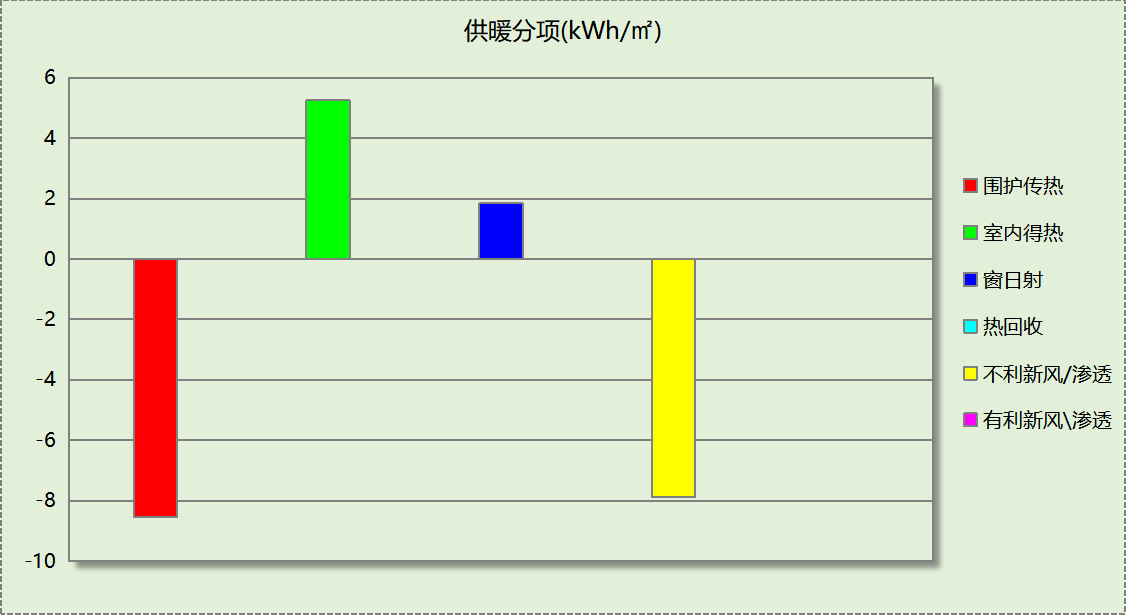 供暖分项(kWh/㎡)
6
4
2
0
-2
-4
-6
-8
-10
围护传热
室内得热
窗日射
热回收
不利新风/渗透
有利新风\渗透